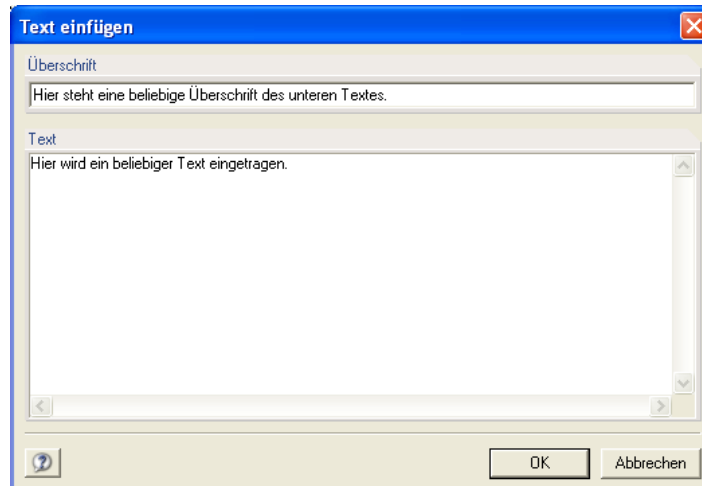 Text einfügen
Überschrift
Hier steht eine beliebige Überschrift des unteren Textes.
Text
Hier wird ein beliebiger Text eingetragen.
OK
Abbrechen